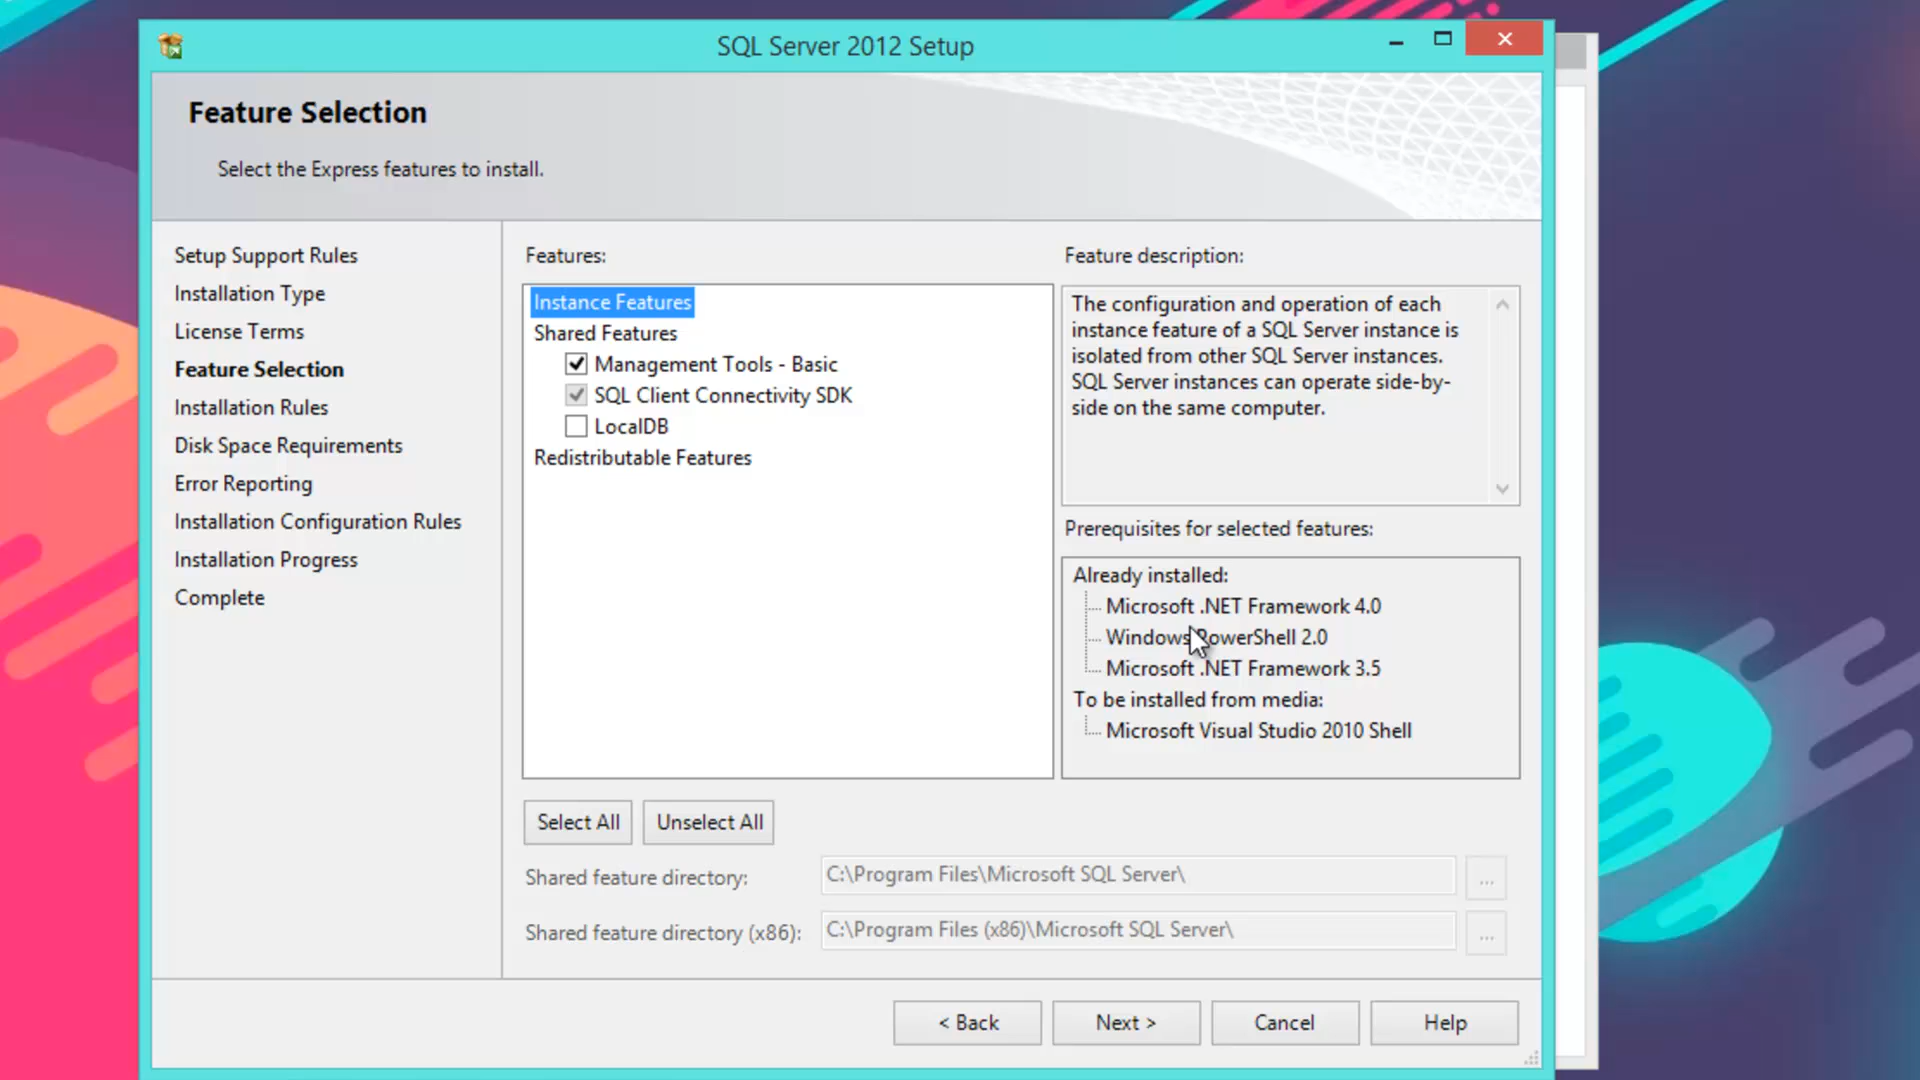 SQL Server 2012 Setup
Feature Selection
Select the Express features to install.
Setup Support Rules
Installation Type
License Terms
Feature Selection
Installation Rules
Disk Space Requirements
Error Reporting
Installation Configuration Rules
Installation Progress
Complete
Features:
Instance Features
Shared Features
Management Tools - Basic
SQL Client Connectivity SDK
LocalDB
Redistributable Features
Feature description:
The configuration and operation of each
instance feature of a SQL Server instance is
isolated from other SQL Server instances.
SQL Server instances can operate side-by-
side on the same computer.
Prerequisites for selected features:
Already installed:
Microsoft .NET Framework 4.0
Windows PowerShell 2.0
Microsoft .NET Framework 3.5
To be installed from media:
Microsoft Visual Studio 2010 Shell
Select All
Unselect All
Shared feature directory:
C:\Program Files\Microsoft SQL Server\
...
Shared feature directory (x86):
C:\Program Files (x86)\Microsoft SQL Server\
...
< Back
Next >
Cancel
Help